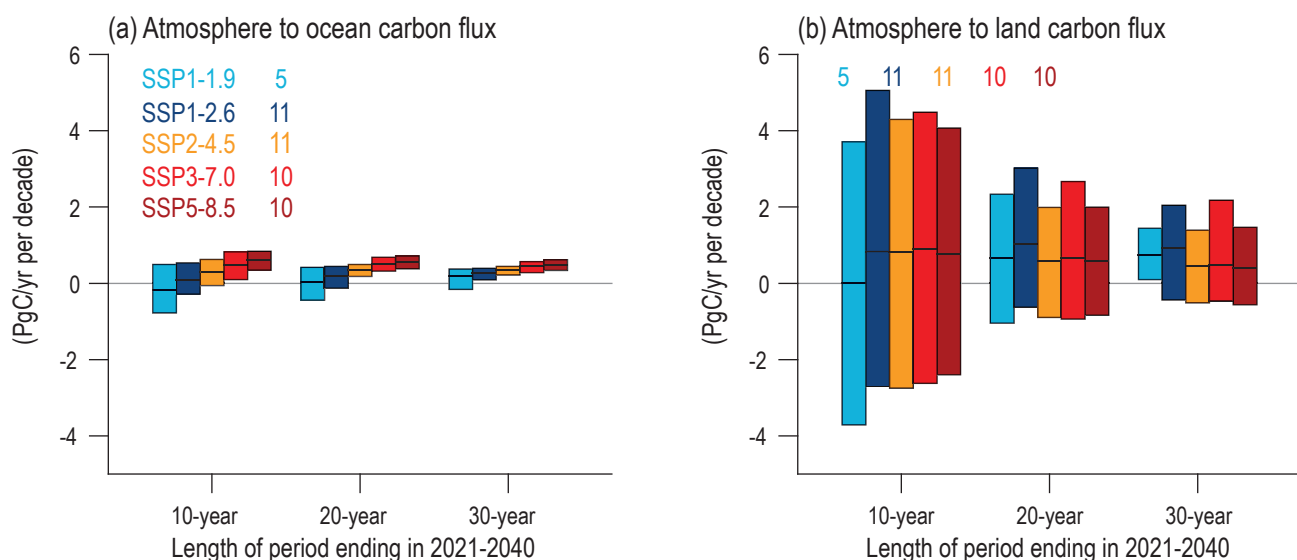 (a) Atmosphere to ocean carbon flux
(PgC/yr per decade)
6
4
2
0
-2
-4
SSP1-1.9 5
SSP1-2.6 11
SSP2-4.5 11
SSP3-7.0 10
SSP5-8.5 10
10-year 20-year 30-year
Length of period ending in 2021-2040
(b) Atmosphere to land carbon flux
(PgC/yr per decade)
6
4
2
0
-2
-4
5 11 11 10 10
10-year 20-year 30-year
Length of period ending in 2021-2040